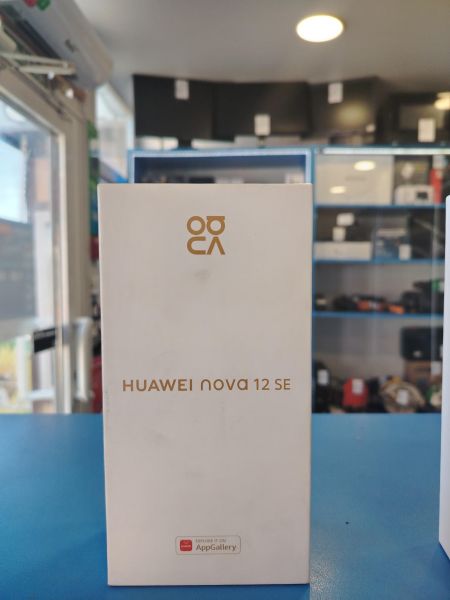 HUAWEI nova 12 SE
EXPLORE IT ON
AppGallery